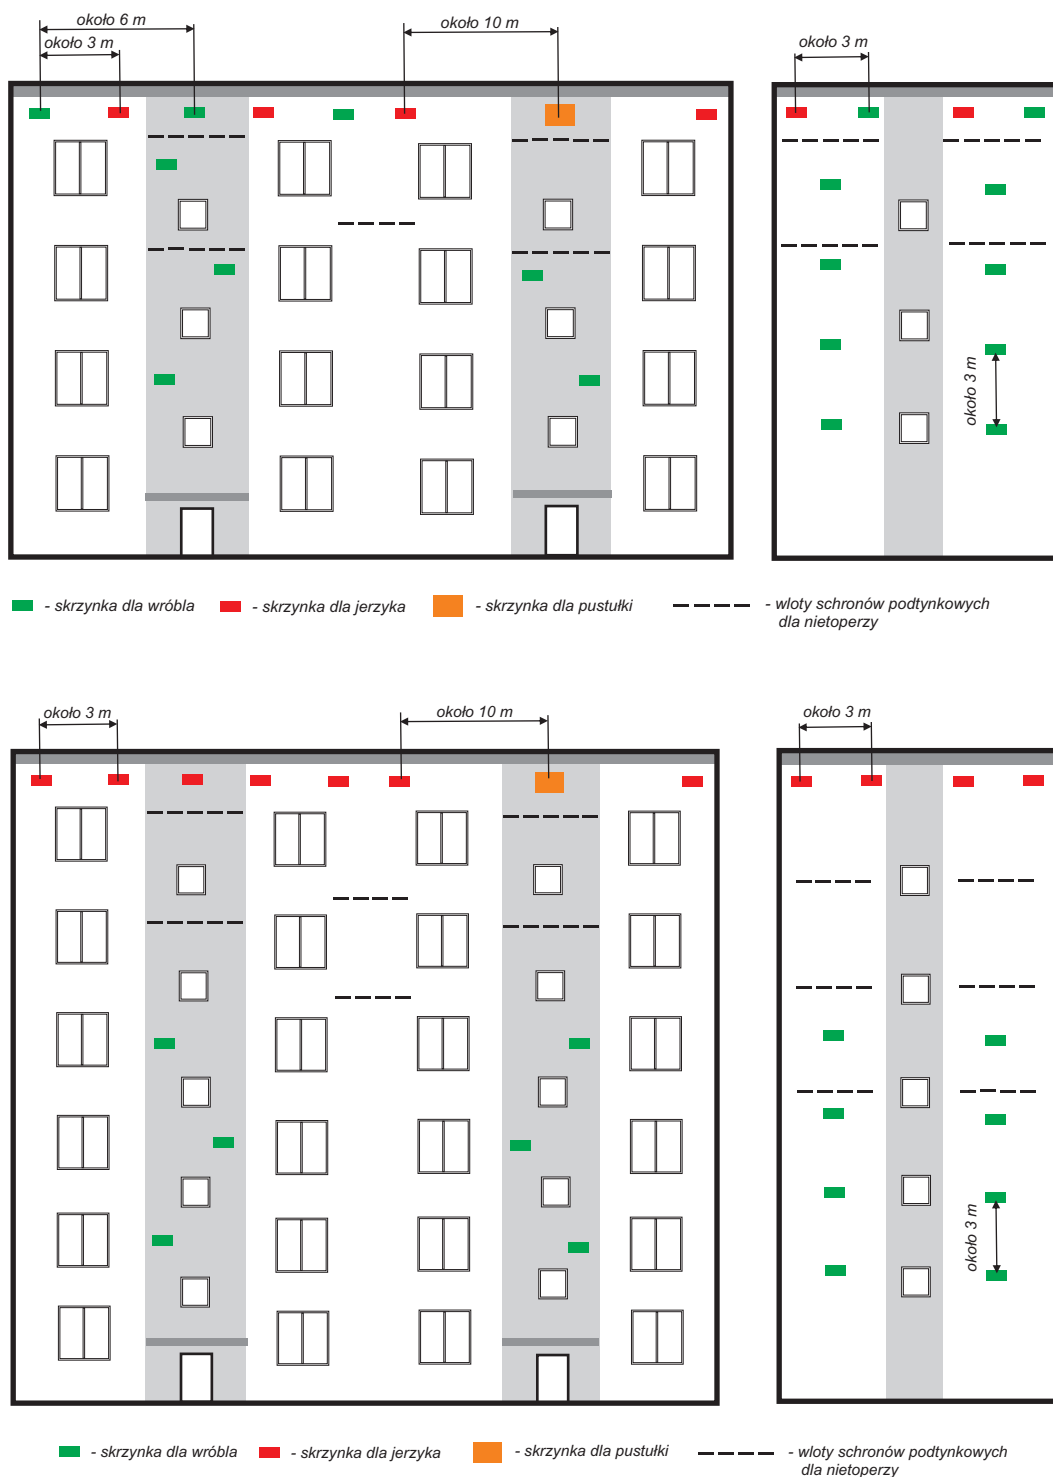 około 6 m
około 3 m
około 10 m
około 3 m
około 3 m
- skrzynka dla wróbla
- skrzynka dla jerzyka
- skrzynka dla pustułki
- wloty schronów podtynkowych
dla nietoperzy
około 3 m
około 10 m
około 3 m
około 3 m
- skrzynka dla wróbla
- skrzynka dla jerzyka
- skrzynka dla pustułki
- wloty schronów podtynkowych
dla nietoperzy